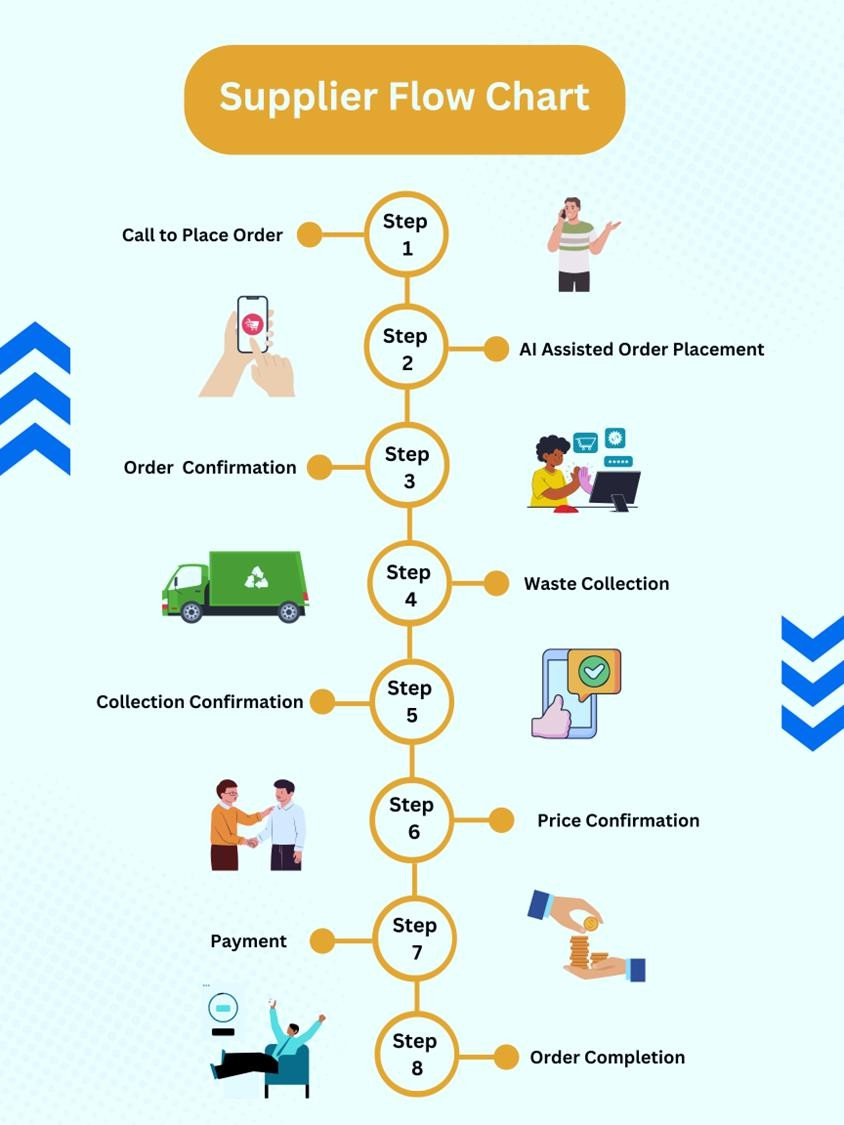 Supplier Flow Chart
Call to Place Order
Step
1
Step
2
AI Assisted Order Placement
Order  Confirmation
Step
3
Step
4
Waste Collection
Collection Confirmation
Step
5
Step
6
Price Confirmation
Payment
Step
7
Step
8
Order Completion